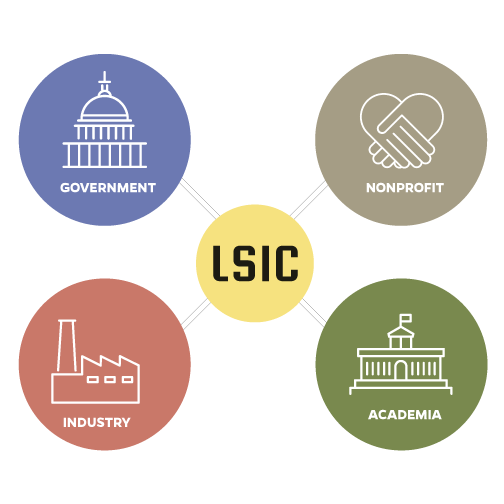 GOVERNMENT
NONPROFIT
LSIC
INDUSTRY
ACADEMIA